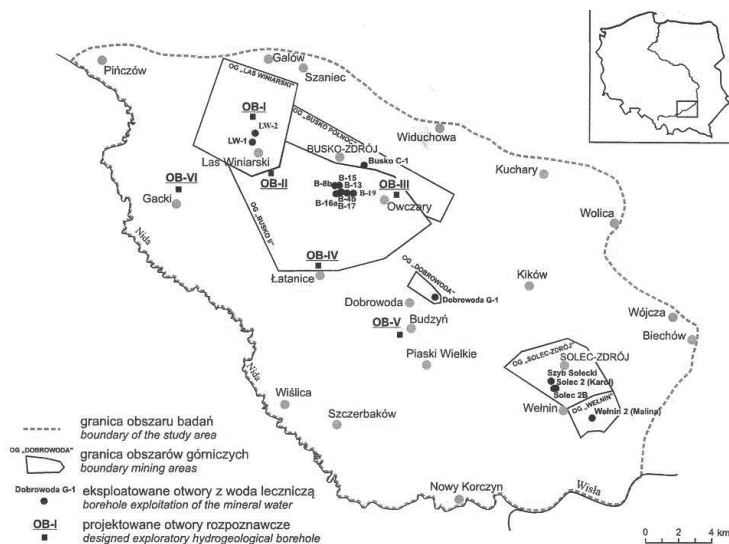 Pińczów
Galów
Szaniec
OG „LAS WINIARSKI"
OB-I
LW-2
LW-1
Las Winiarski
OG „BUSKO PÓŁNOC"
BUSKO-ZDRÓJ
Busko C-1
Widuchowa
Kuchary
Wolica
OB-VI
Gacki
OB-II
B-15
B-8b
B-13
B-19
B-4b
B-16a
B-17
OB-III
Owczary
OG „BUSKO II"
Nida
OB-IV
Łatanice
OG „DOBROWODA"
Dobrowoda G-1
Dobrowoda
Budzyń
OB-V
Piaski Wielkie
Kików
Wójcza
Biechów
OG „SOLEC-ZDRÓJ"
SOLEC-ZDRÓJ
Szyb Solecki
Solec 2 (Karol)
Solec 2B
Wełnin
OG „WEŁNIN"
Wełnin 2 (Malina)
Nida
Wiślica
Szczerbaków
Nowy Korczyn
Wisła
granica obszaru badań
boundary of the study area
OG „DOBROWODA"
granica obszarów górniczych
boundary mining areas
Dobrowoda G-1
eksploatowane otwory z woda leczniczą
borehole exploitation of the mineral water
OB-I
projektowane otwory rozpoznawcze
designed exploratory hydrogeological borehole
0 2 4 km